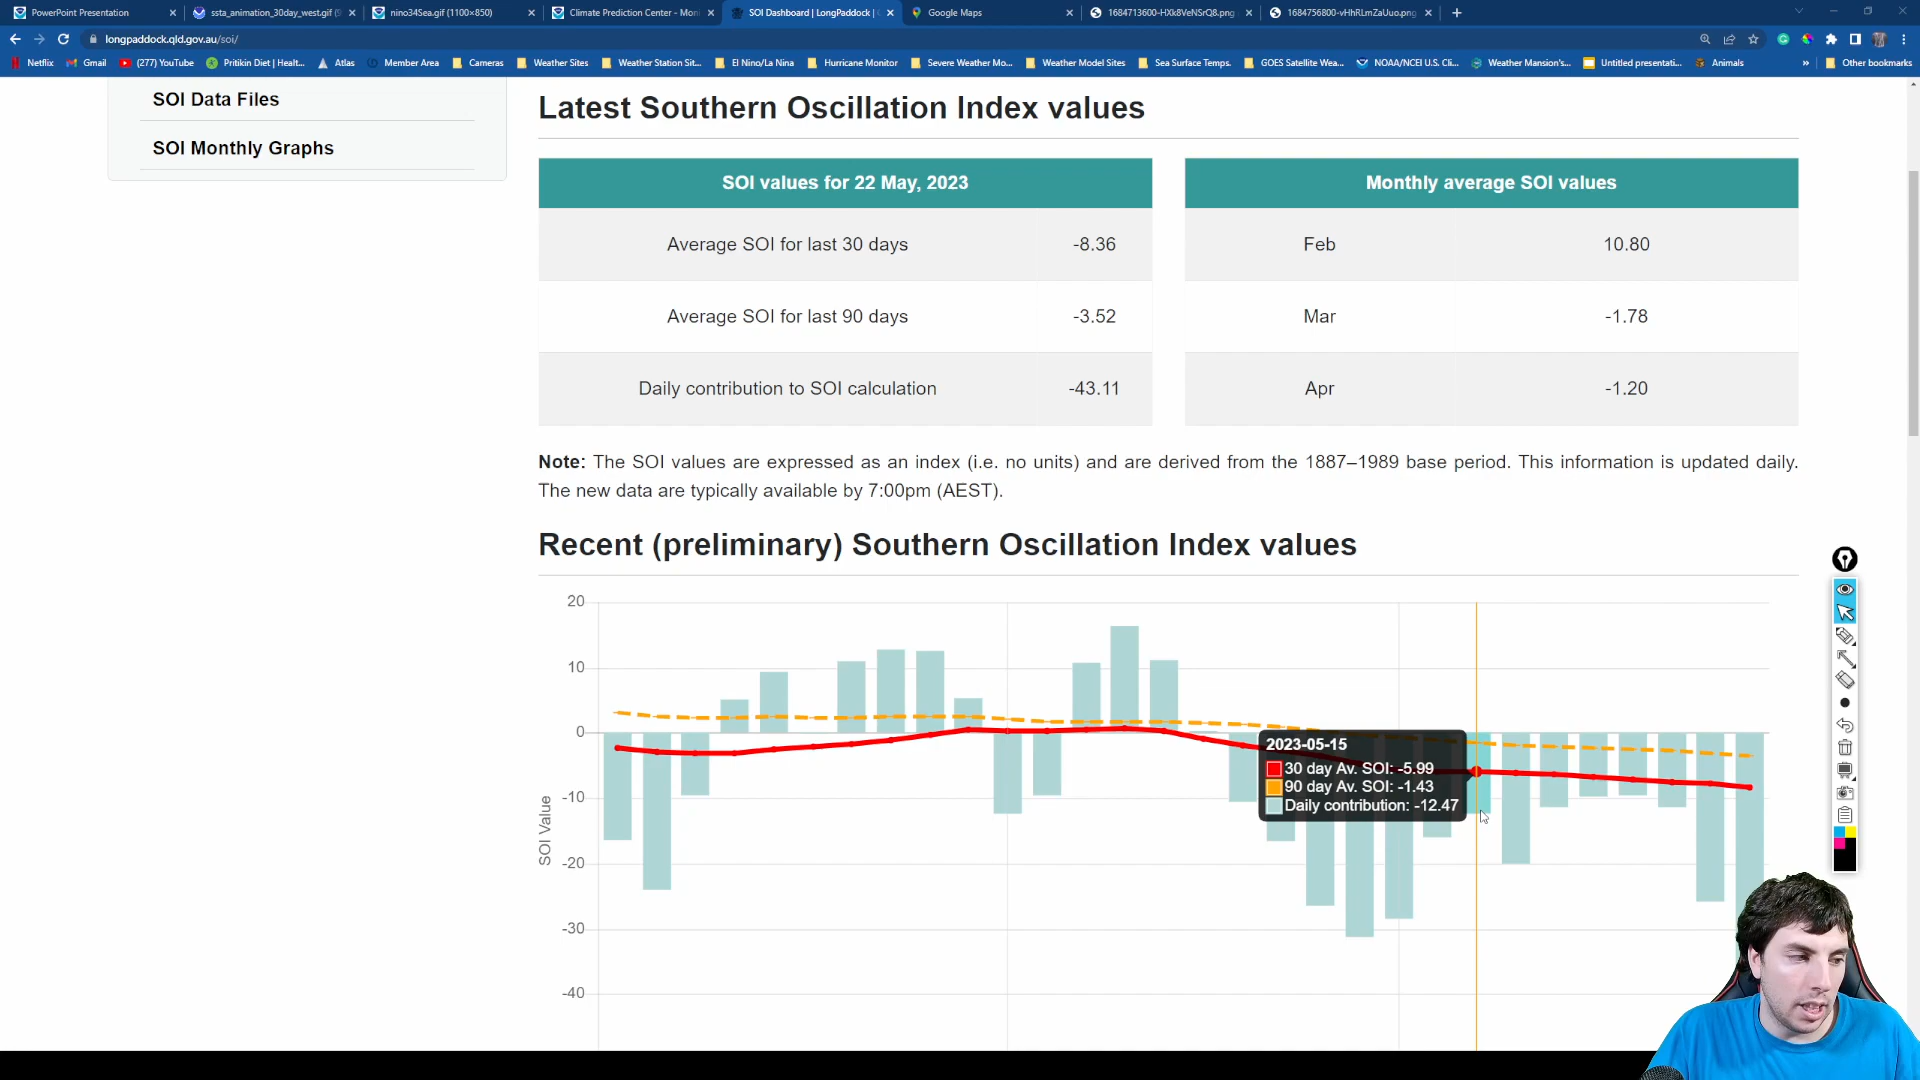 PowerPoint Presentation
ssta_animation_30day_west.gif (9
nino34Sea.gif (1100×850)
Climate Prediction Center - Mon
SOI Dashboard | LongPaddock |
Google Maps
1684713600-HXk8VeNSrQ8.png
1684756800-vHhRLmZaUuo.png
longpaddock.qld.gov.au/soi/
Netflix
Gmail
(277) YouTube
Pritikin Diet | Healt...
Atlas
Member Area
Cameras
Weather Sites
Weather Station Sit...
El Nino/La Nina
Hurricane Monitor
Severe Weather Mo...
Weather Model Sites
Sea Surface Temps.
GOES Satellite Wea...
NOAA/NCEI U.S. Cli...
Weather Mansion's...
Untitled presentati...
Animals
»
Other bookmarks
SOI Data Files
SOI Monthly Graphs
Latest Southern Oscillation Index values
SOI values for 22 May, 2023
Average SOI for last 30 days -8.36
Average SOI for last 90 days -3.52
Daily contribution to SOI calculation -43.11
Monthly average SOI values
Feb 10.80
Mar -1.78
Apr -1.20
Note: The SOI values are expressed as an index (i.e. no units) and are derived from the 1887–1989 base period. This information is updated daily.
The new data are typically available by 7:00pm (AEST).
Recent (preliminary) Southern Oscillation Index values
20
10
0
-10
-20
-30
-40
SOI Value
2023-05-15
30 day Av. SOI: -5.99
90 day Av. SOI: -1.43
Daily contribution: -12.47